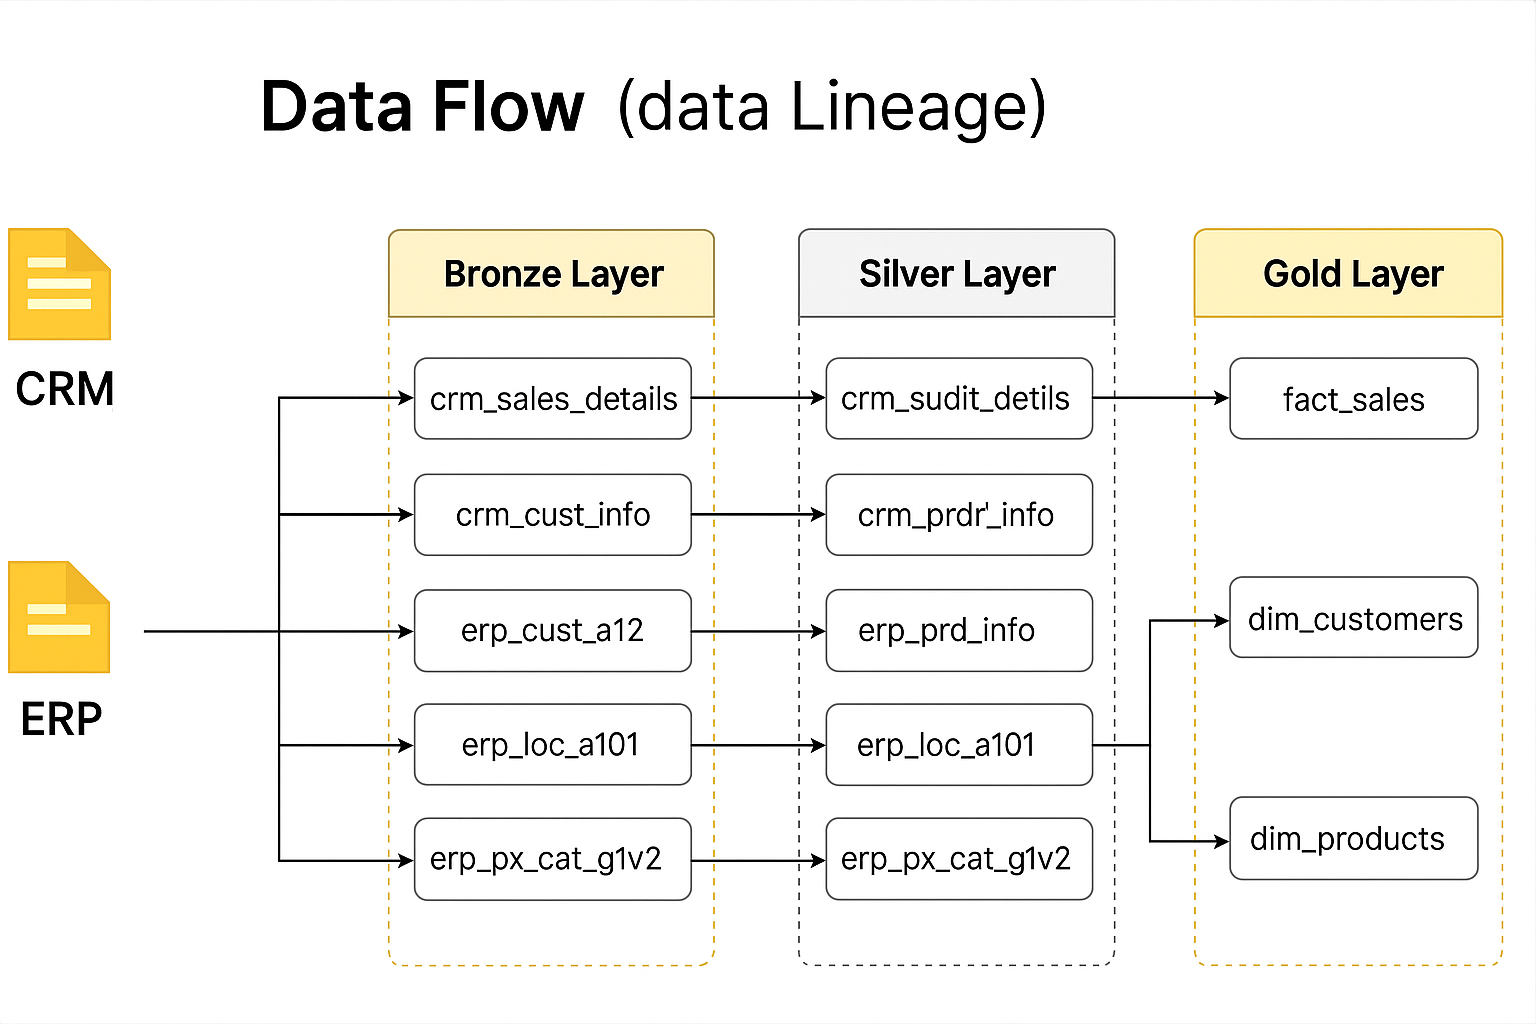 Data Flow (data Lineage)
CRM
ERP
Bronze Layer
crm_sales_details
crm_cust_info
erp_cust_a12
erp_loc_a101
erp_px_cat_g1v2
Silver Layer
crm_sudit_detils
crm_prdr'_info
erp_prd_info
erp_loc_a101
erp_px_cat_g1v2
Gold Layer
fact_sales
dim_customers
dim_products